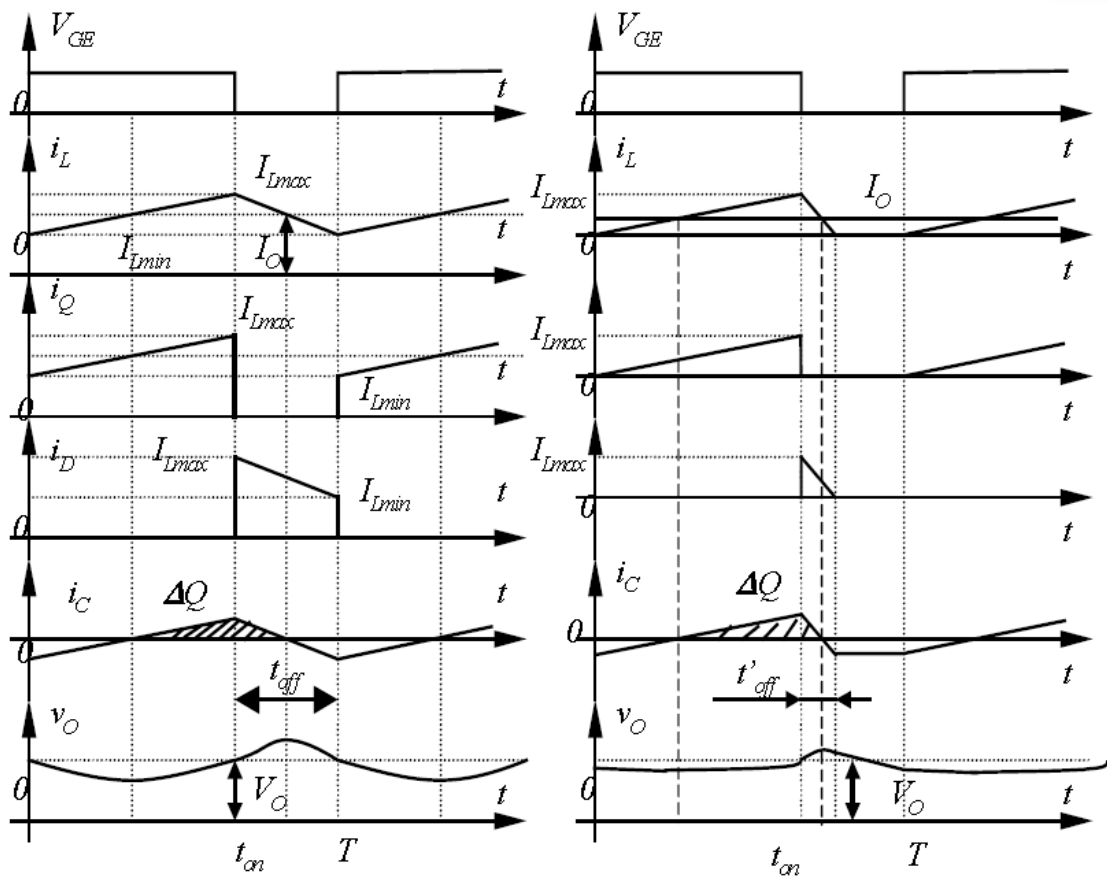 V_GE
t
0
i_L
I_Lmax
t
0
I_Lmin
I_O
i_Q
I_Lmax
t
I_Lmin
0
i_D
I_Lmax
t
I_Lmin
0
i_C
ΔQ
t
0
t_off
v_O
0
V_O
t
t_on
T
V_GE
0
t
i_L
I_Lmax
I_O
0
t
I_Lmax
0
t
I_Lmax
0
t
i_C
ΔQ
0
t
t'_off
v_O
0
V_O
t
t_on
T